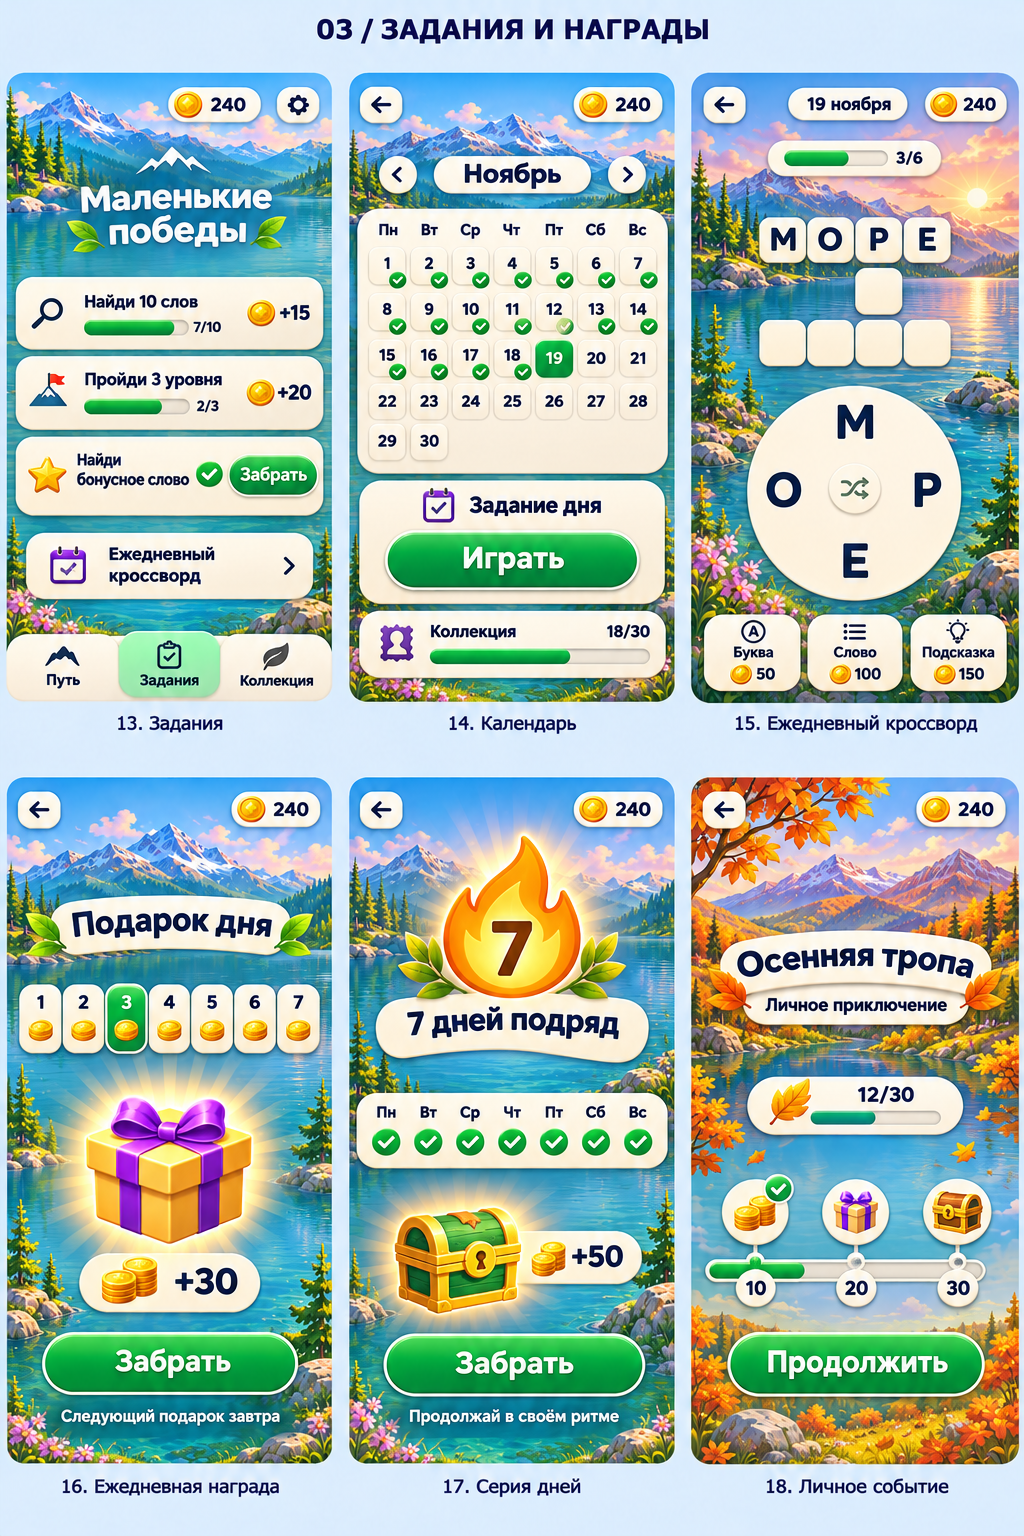 03 / ЗАДАНИЯ И НАГРАДЫ
240
Маленькие
победы
Найди 10 слов
7/10
+15
Пройди 3 уровня
2/3
+20
Найди
бонусное слово
Забрать
Ежедневный
кроссворд
Путь
Задания
Коллекция
13. Задания
240
Ноябрь
Пн Вт Ср Чт Пт Сб Вс
1 2 3 4 5 6 7
8 9 10 11 12 13 14
15 16 17 18 19 20 21
22 23 24 25 26 27 28
29 30
Задание дня
Играть
Коллекция 18/30
14. Календарь
19 ноября
240
3/6
М О Р Е
М
О Р
Е
А
Буква
50
Слово
100
Подсказка
150
15. Ежедневный кроссворд
240
Подарок дня
1 2 3 4 5 6 7
+30
Забрать
Следующий подарок завтра
16. Ежедневная награда
240
7
7 дней подряд
Пн Вт Ср Чт Пт Сб Вс
+50
Забрать
Продолжай в своём ритме
17. Серия дней
240
Осенняя тропа
Личное приключение
12/30
10 20 30
Продолжить
18. Личное событие